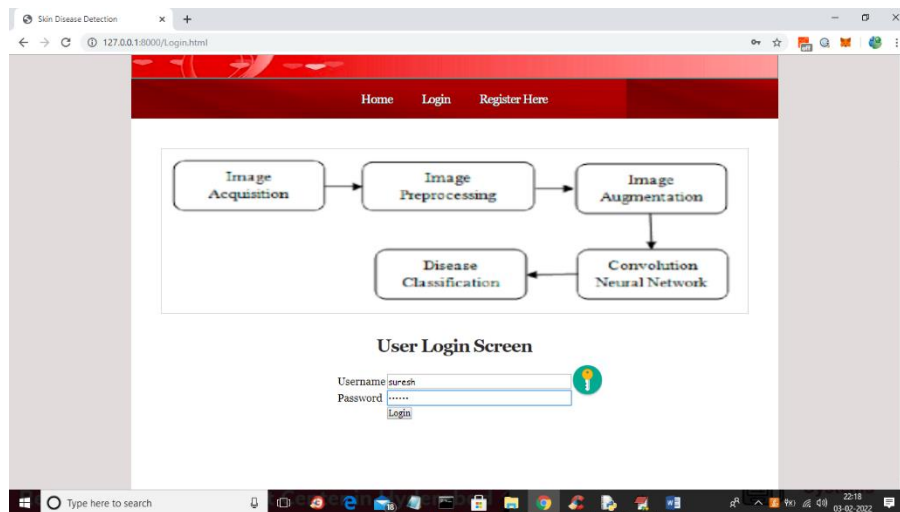 Skin Disease Detection
127.0.0.1:8000/Login.html
Home Login Register Here
Image Acquisition
Image Preprocessing
Image Augmentation
Disease Classification
Convolution Neural Network
User Login Screen
Username suresh
Password ······
Login
Type here to search
22:18
03-02-2022